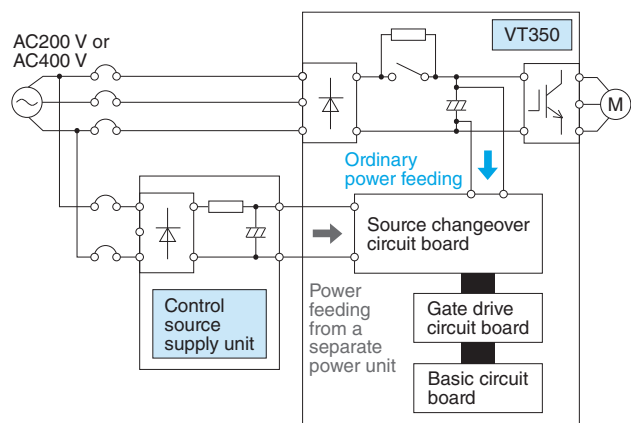 AC200 V or
AC400 V
VT350
M
Ordinary
power feeding
Source changeover
circuit board
Control
source
supply unit
Power
feeding
from a
separate
power unit
Gate drive
circuit board
Basic circuit
board